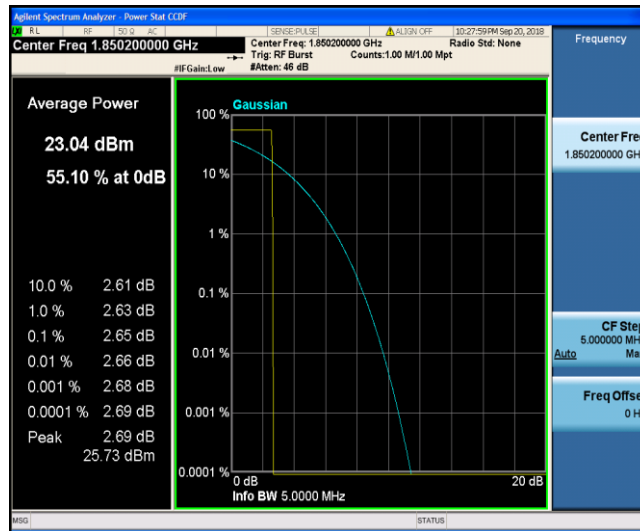 Agilent Spectrum Analyzer - Power Stat CCDF
RL RF 50 Ω AC SENSE:PULSE ALIGN OFF 10:27:59 PM Sep 20, 2018
Center Freq 1.850200000 GHz
Center Freq: 1.850200000 GHz Radio Std: None
Trig: RF Burst Counts:1.00 M/1.00 Mpt
#IFGain:Low #Atten: 46 dB
Frequency
Average Power
23.04 dBm
55.10 % at 0dB
10.0 % 2.61 dB
1.0 % 2.63 dB
0.1 % 2.65 dB
0.01 % 2.66 dB
0.001 % 2.68 dB
0.0001 % 2.69 dB
Peak 2.69 dB
25.73 dBm
Gaussian
100 %
10 %
1 %
0.1 %
0.01 %
0.001 %
0.0001 %
0 dB 20 dB
Info BW 5.0000 MHz
Center Fre
1.850200000 GH
CF Step
5.000000 MH
Auto Ma
Freq Offse
0 H
MSG STATUS